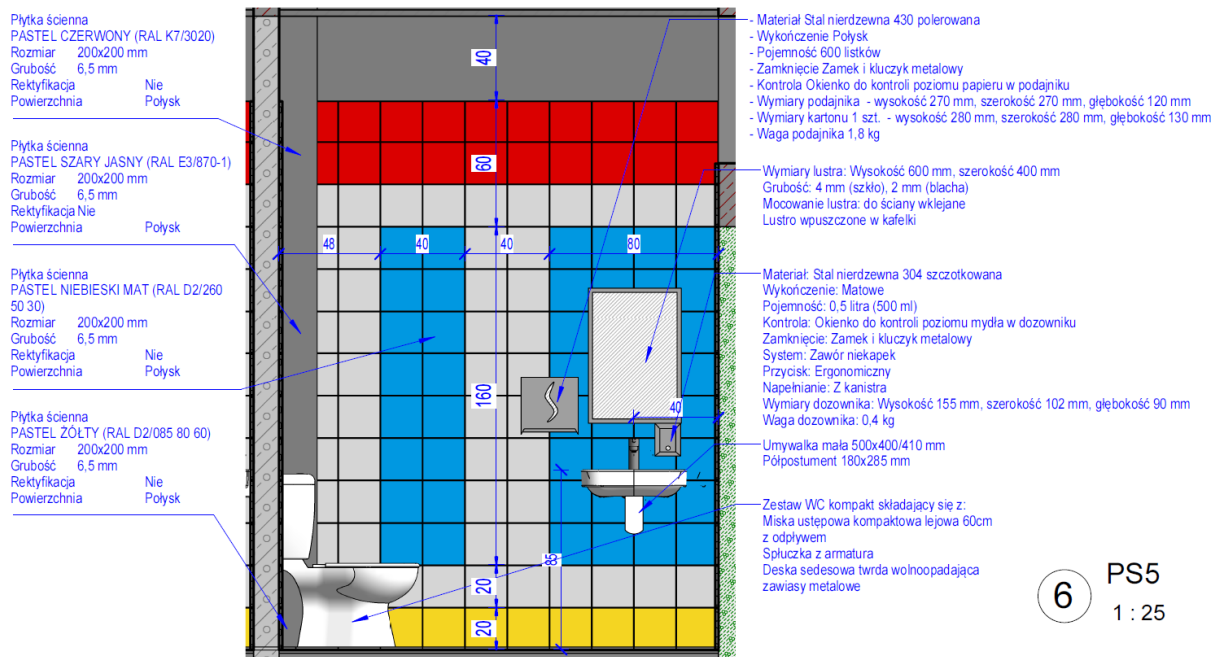 Płytka ścienna
PASTEL CZERWONY (RAL K7/3020)
Rozmiar 200x200 mm
Grubość 6,5 mm
Rektyfikacja Nie
Powierzchnia Połysk
Płytka ścienna
PASTEL SZARY JASNY (RAL E3/870-1)
Rozmiar 200x200 mm
Grubość 6,5 mm
Rektyfikacja Nie
Powierzchnia Połysk
Płytka ścienna
PASTEL NIEBIESKI MAT (RAL D2/260
50 30)
Rozmiar 200x200 mm
Grubość 6,5 mm
Rektyfikacja Nie
Powierzchnia Połysk
Płytka ścienna
PASTEL ŻÓŁTY (RAL D2/085 80 60)
Rozmiar 200x200 mm
Grubość 6,5 mm
Rektyfikacja Nie
Powierzchnia Połysk
40
60
48
40
40
80
160
40
85
20
20
- Materiał Stal nierdzewna 430 polerowana
- Wykończenie Połysk
- Pojemność 600 listków
- Zamknięcie Zamek i kluczyk metalowy
- Kontrola Okienko do kontroli poziomu papieru w podajniku
- Wymiary podajnika - wysokość 270 mm, szerokość 270 mm, głębokość 120 mm
- Wymiary kartonu 1 szt. - wysokość 280 mm, szerokość 280 mm, głębokość 130 mm
- Waga podajnika 1,8 kg
Wymiary lustra: Wysokość 600 mm, szerokość 400 mm
Grubość: 4 mm (szkło), 2 mm (blacha)
Mocowanie lustra: do ściany wklejane
Lustro wpuszczone w kafelki
Materiał: Stal nierdzewna 304 szczotkowana
Wykończenie: Matowe
Pojemność: 0,5 litra (500 ml)
Kontrola: Okienko do kontroli poziomu mydła w dozowniku
Zamknięcie: Zamek i kluczyk metalowy
System: Zawór niekapek
Przycisk: Ergonomiczny
Napełnianie: Z kanistra
Wymiary dozownika: Wysokość 155 mm, szerokość 102 mm, głębokość 90 mm
Waga dozownika: 0,4 kg
Umywalka mała 500x400/410 mm
Półpostument 180x285 mm
Zestaw WC kompakt składający się z:
Miska ustępowa kompaktowa lejowa 60cm
z odpływem
Spłuczka z armatura
Deska sedesowa twrda wolnoopadająca
zawiasy metalowe
6
PS5
1 : 25